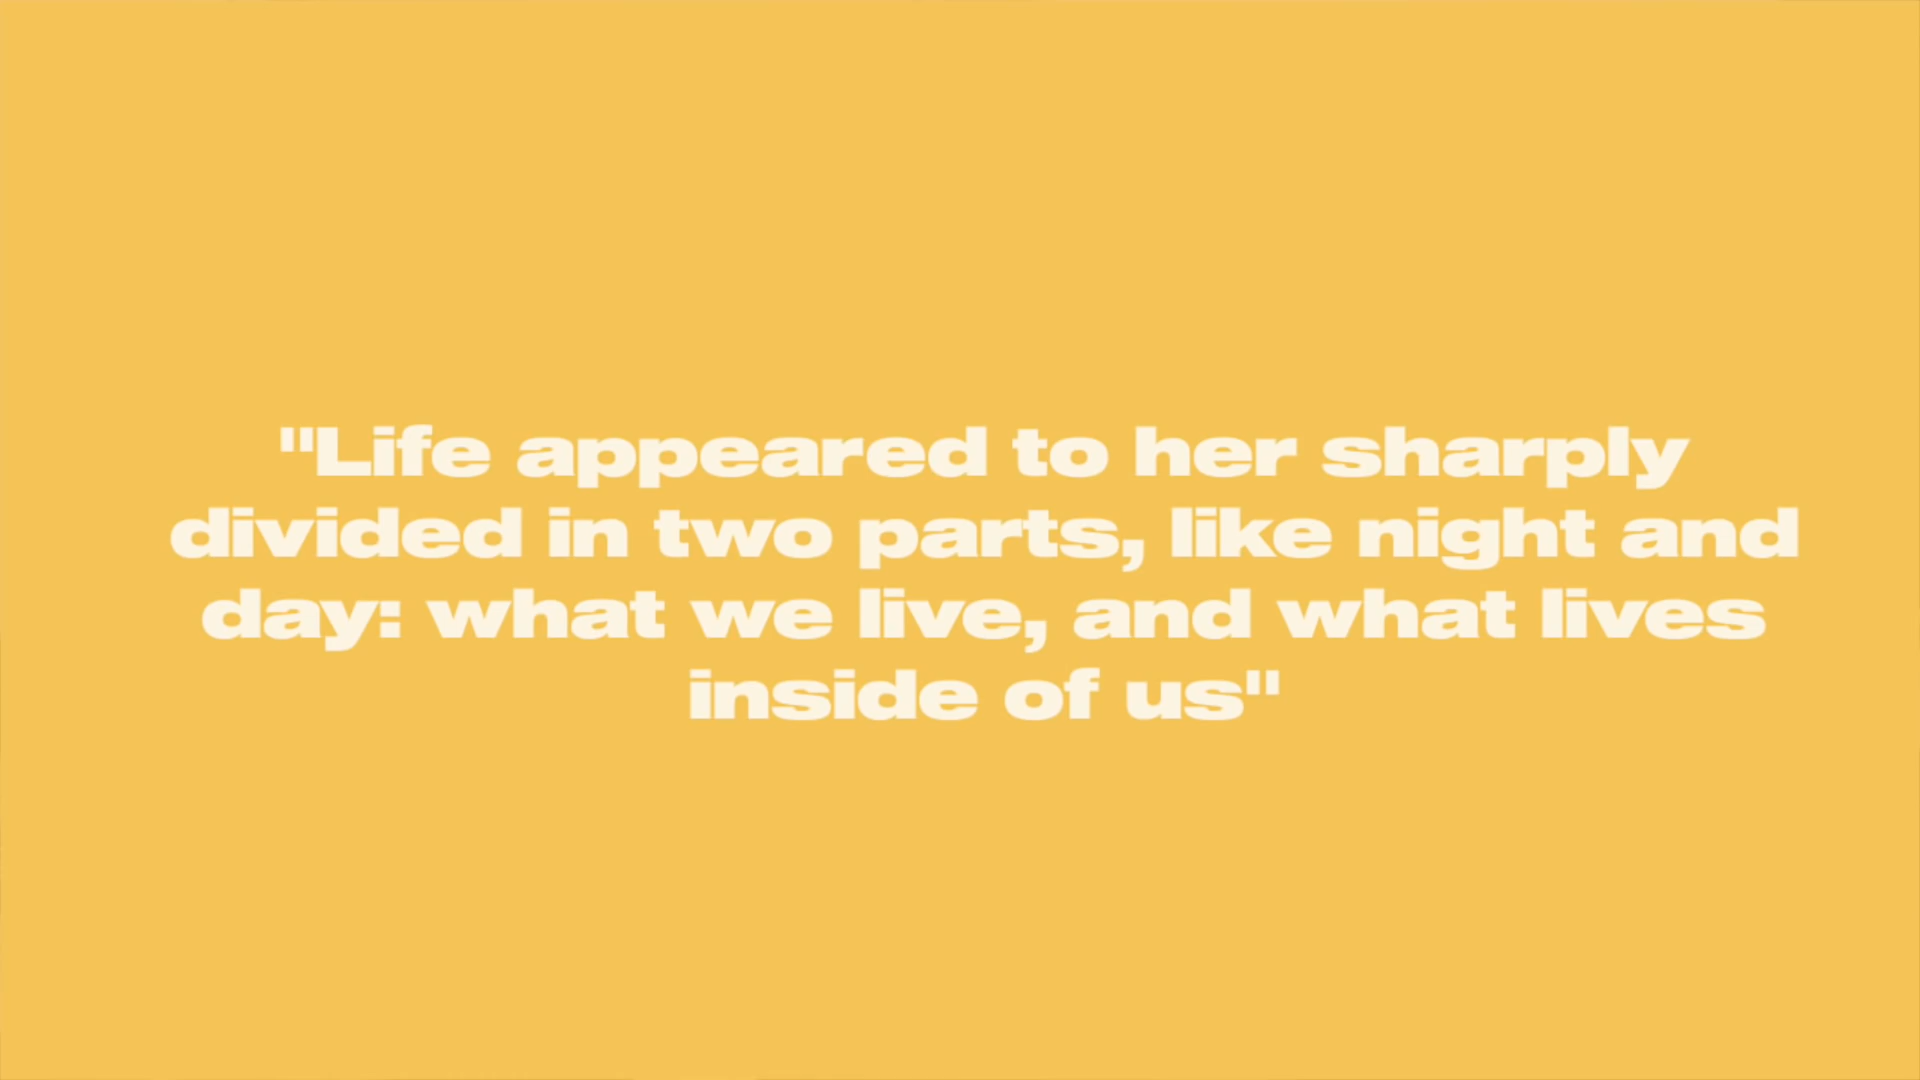 "Life appeared to her sharply
divided in two parts, like night and
day: what we live, and what lives
inside of us"